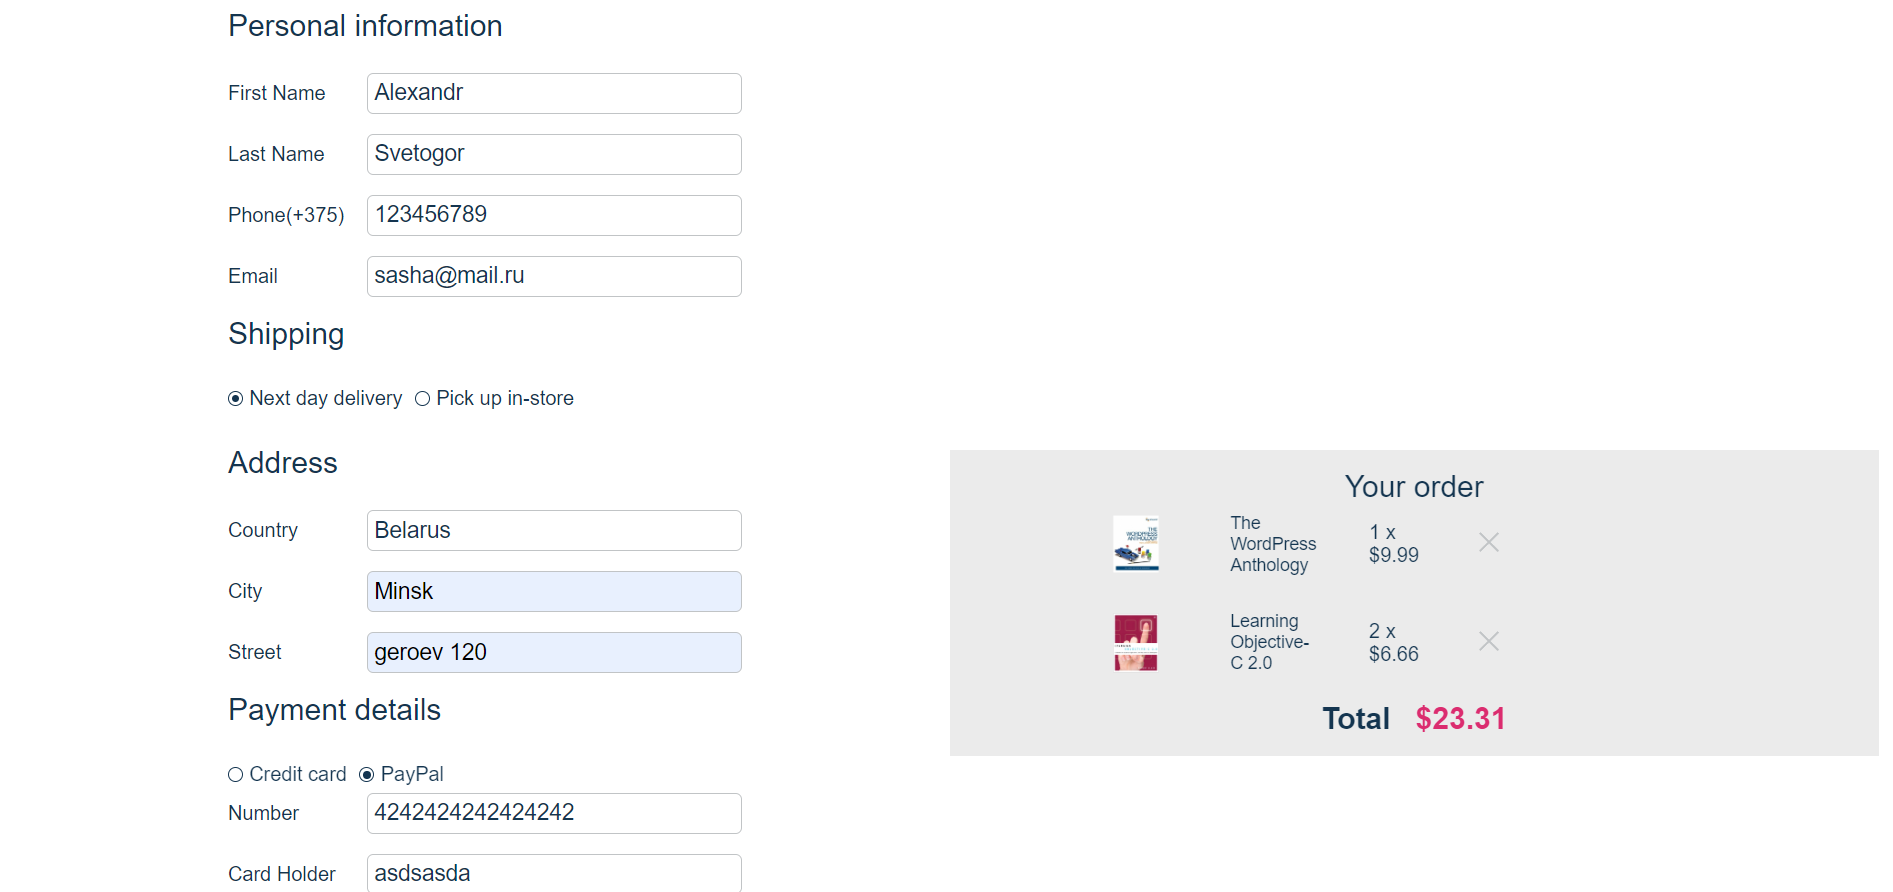 Personal information
First Name Alexandr
Last Name Svetogor
Phone(+375) 123456789
Email sasha@mail.ru
Shipping
Next day delivery Pick up in-store
Address
Country Belarus
City Minsk
Street geroev 120
Payment details
Credit card PayPal
Number 4242424242424242
Card Holder asdsasda
Your order
THE
WORDPRESS
ANTHOLOGY
The
WordPress
Anthology
1 x
$9.99
Learning
Objective-
C 2.0
2 x
$6.66
Total $23.31